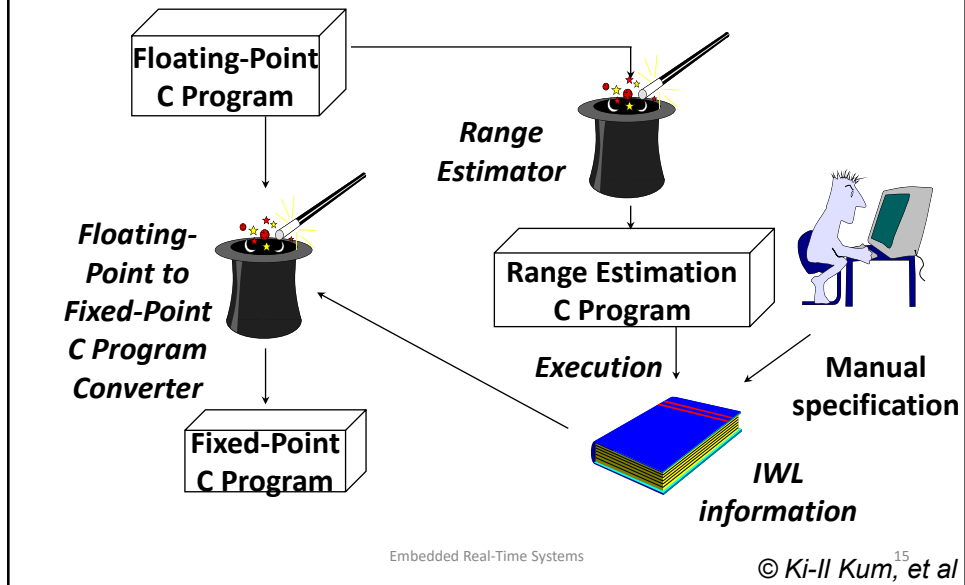 Floating-Point
C Program
Range
Estimator
Floating-
Point to
Fixed-Point
C Program
Converter
Range Estimation
C Program
Execution
Manual
specification
Fixed-Point
C Program
IWL
information
Embedded Real-Time Systems
15
© Ki-Il Kum, et al